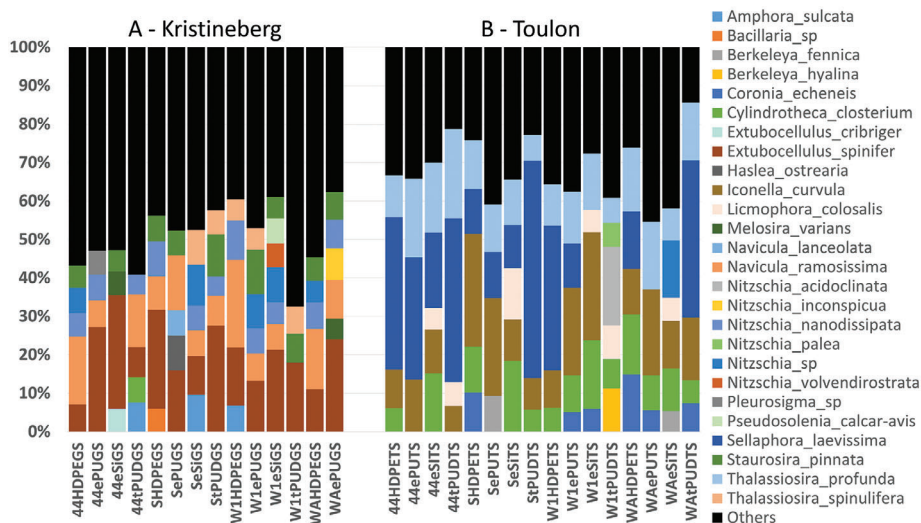 A - Kristineberg
B - Toulon
100%
90%
80%
70%
60%
50%
40%
30%
20%
10%
0%
44HDPEGS
44ePUGS
44eSiGS
44tPUDGS
SHDPEGS
SePUGS
SeSiGS
StPUDGS
W1HDPEGS
W1ePUGS
W1eSiGS
W1tPUDGS
WAHDPEGS
WAePUGS
44HDPETS
44ePUTS
44eSiTS
44tPUDTS
SHDPETS
SePUTS
SeSiTS
StPUDTS
W1HDPETS
W1ePUTS
W1eSiTS
W1tPUDTS
WAHDPETS
WAePUTS
WAeSiTS
WAtPUDTS
Amphora_sulcata
Bacillaria_sp
Berkeleya_fennica
Berkeleya_hyalina
Coronia_echeneis
Cylindrotheca_closterium
Extubocellulus_cribriger
Extubocellulus_spinifer
Haslea_ostrearia
Iconella_curvula
Licmophora_colosalis
Melosira_varians
Navicula_lanceolata
Navicula_ramosissima
Nitzschia_acidoclinata
Nitzschia_inconspicua
Nitzschia_nanodissipata
Nitzschia_palea
Nitzschia_sp
Nitzschia_volvendirostrata
Pleurosigma_sp
Pseudosolenia_calcar-avis
Sellaphora_laevissima
Staurosira_pinnata
Thalassiosira_profunda
Thalassiosira_spinulifera
Others